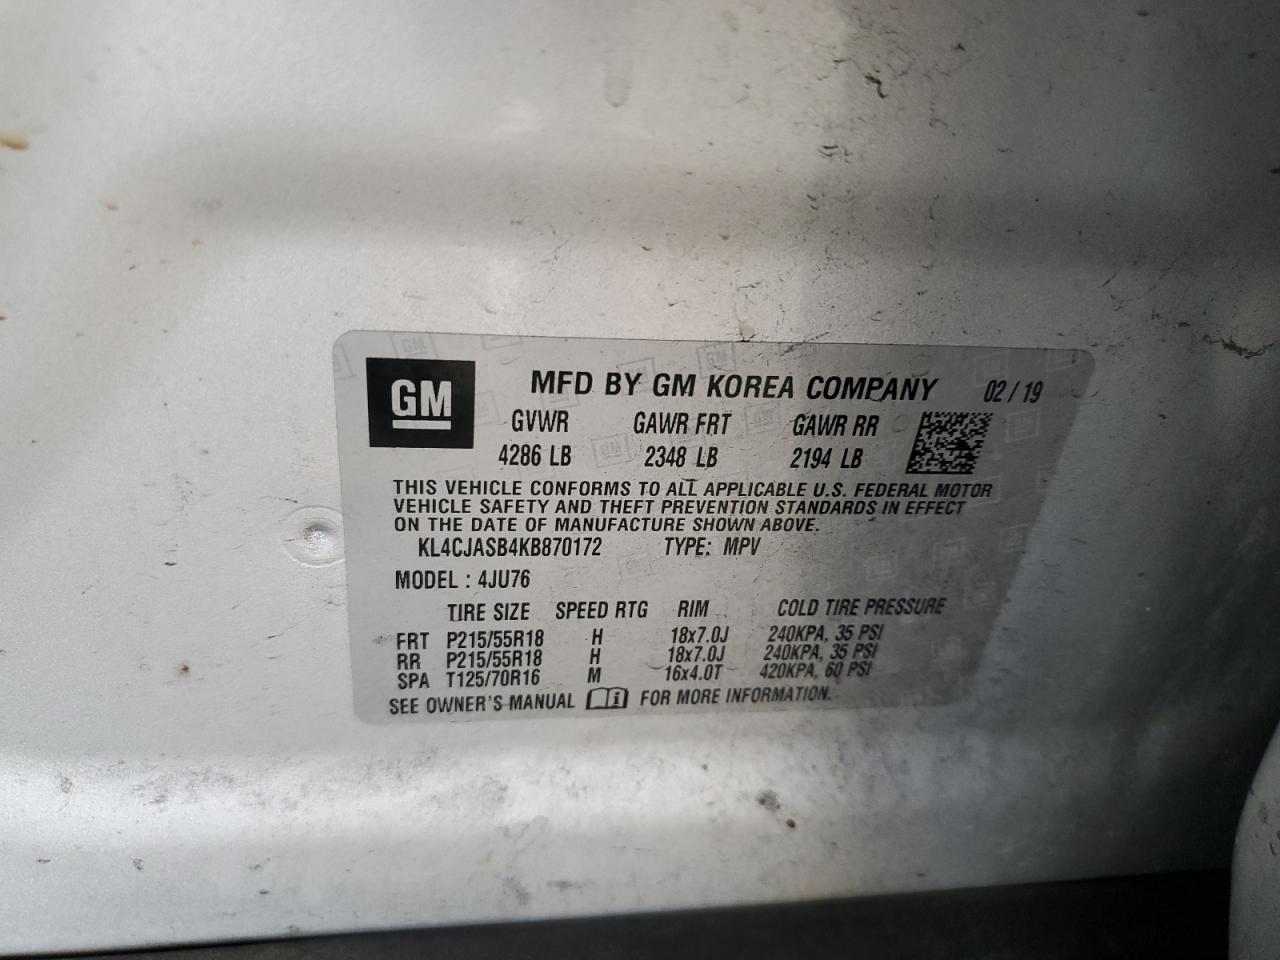 GM
MFD BY GM KOREA COMPANY 02/19
GVWR GAWR FRT GAWR RR
4286 LB 2348 LB 2194 LB
THIS VEHICLE CONFORMS TO ALL APPLICABLE U.S. FEDERAL MOTOR
VEHICLE SAFETY AND THEFT PREVENTION STANDARDS IN EFFECT
ON THE DATE OF MANUFACTURE SHOWN ABOVE.
KL4CJASB4KB870172 TYPE: MPV
MODEL : 4JU76
TIRE SIZE SPEED RTG RIM COLD TIRE PRESSURE
FRT P215/55R18 H 18x7.0J 240KPA, 35 PSI
RR P215/55R18 H 18x7.0J 240KPA, 35 PSI
SPA T125/70R16 M 16x4.0T 420KPA, 60 PSI
SEE OWNER'S MANUAL FOR MORE INFORMATION.